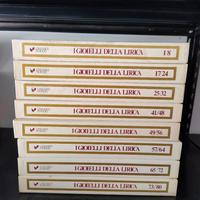 I GIOIELLI DELLA LIRICA 1/8
I GIOIELLI DELLA LIRICA 17/24
I GIOIELLI DELLA LIRICA 25/32
I GIOIELLI DELLA LIRICA 41/48
I GIOIELLI DELLA LIRICA 49/56
I GIOIELLI DELLA LIRICA 57/64
I GIOIELLI DELLA LIRICA 65/72
I GIOIELLI DELLA LIRICA 73/80